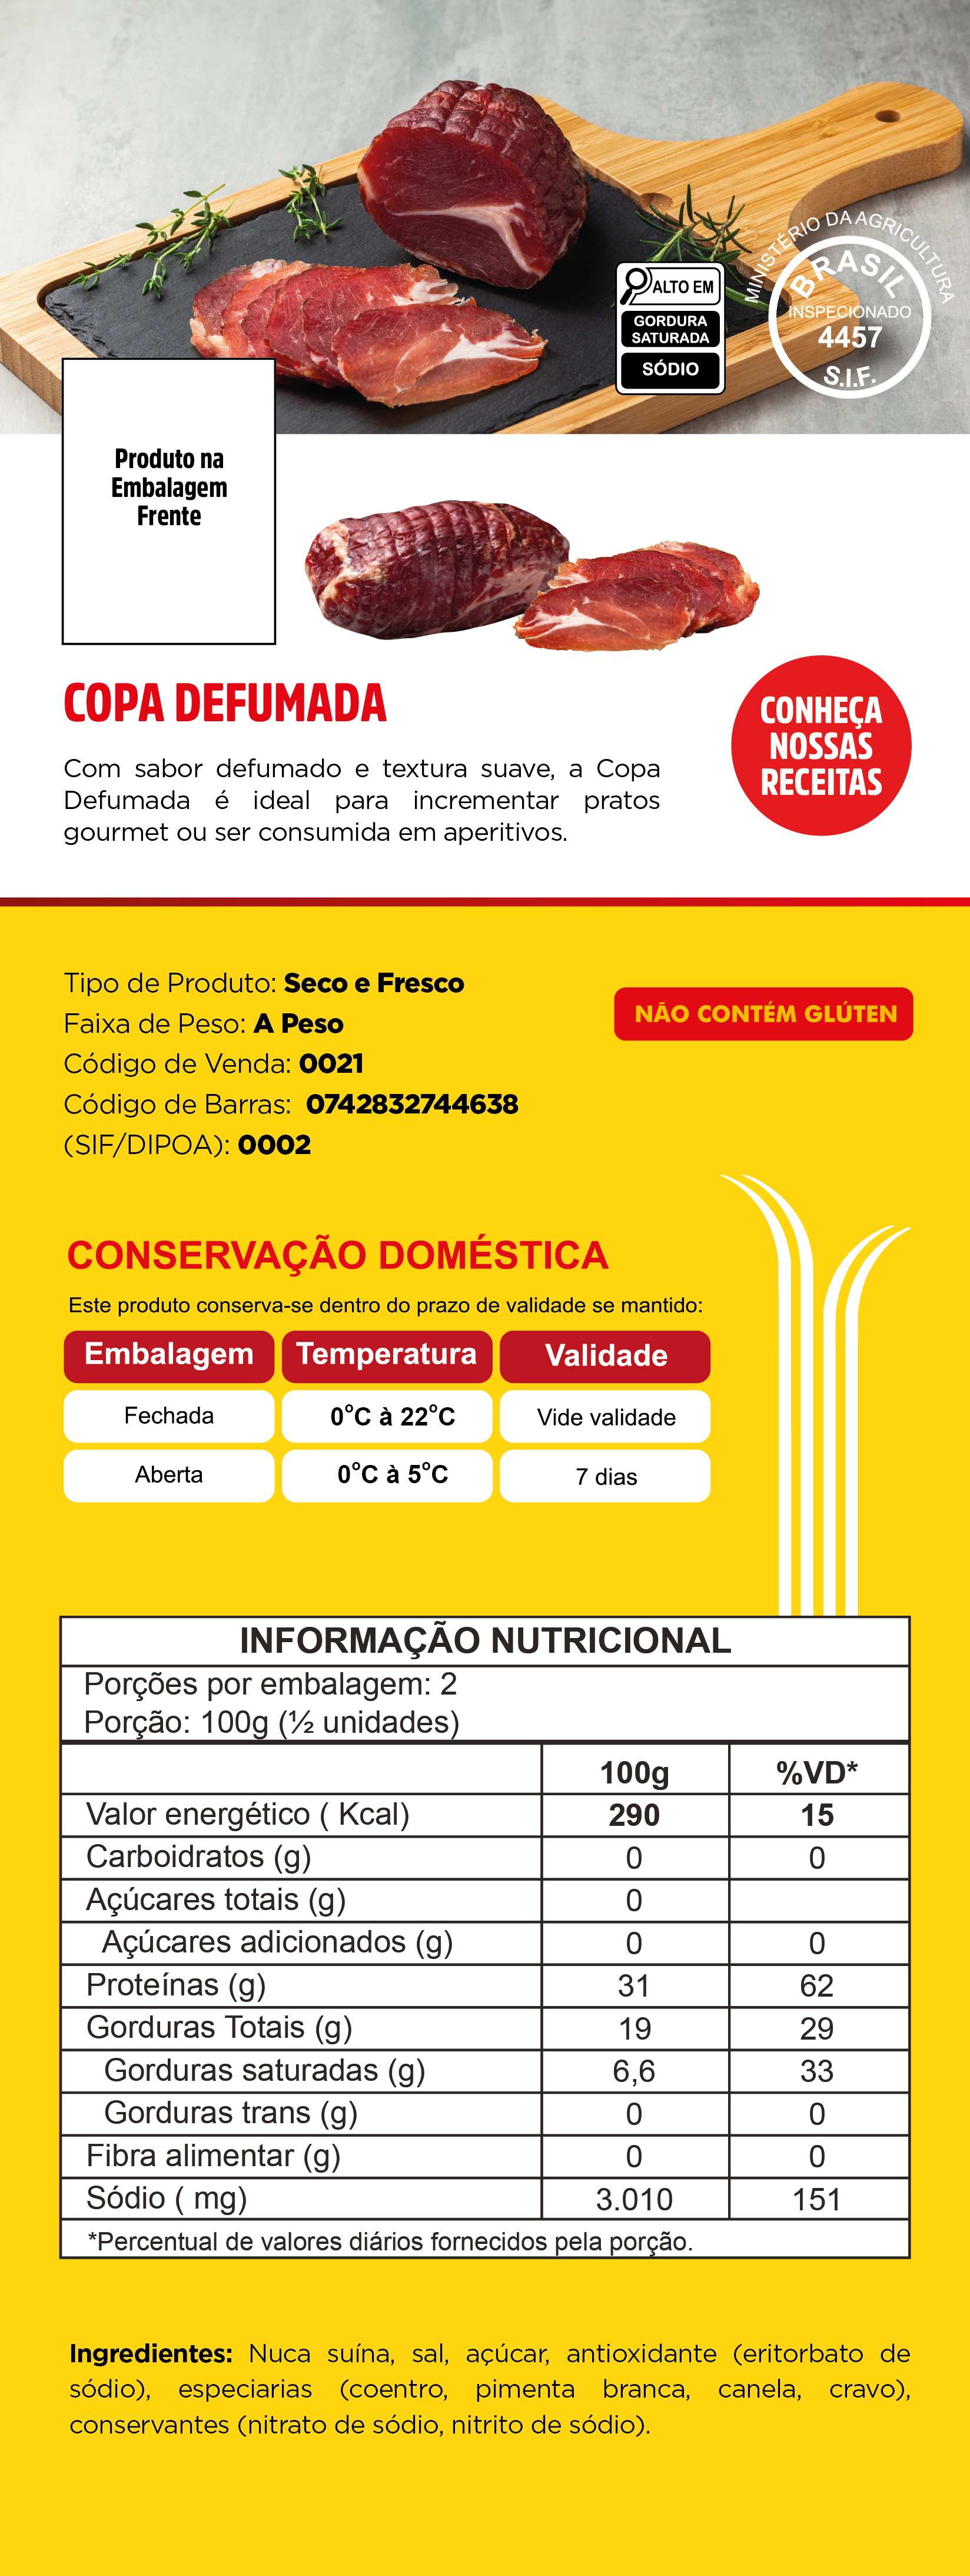 MINISTÉRIO DA AGRICULTURA
BRASIL
INSPECIONADO
4457
S.I.F.
ALTO EM
GORDURA
SATURADA
SÓDIO
Produto na
Embalagem
Frente
COPA DEFUMADA
CONHEÇA
NOSSAS
RECEITAS
Com sabor defumado e textura suave, a Copa
Defumada é ideal para incrementar pratos
gourmet ou ser consumida em aperitivos.
Tipo de Produto: Seco e Fresco
Faixa de Peso: A Peso
Código de Venda: 0021
Código de Barras: 0742832744638
(SIF/DIPOA): 0002
NÃO CONTÉM GLÚTEN
CONSERVAÇÃO DOMÉSTICA
Este produto conserva-se dentro do prazo de validade se mantido:
Embalagem Temperatura Validade
Fechada 0°C à 22°C Vide validade
Aberta 0°C à 5°C 7 dias
INFORMAÇÃO NUTRICIONAL
Porções por embalagem: 2
Porção: 100g (½ unidades)
100g %VD*
Valor energético ( Kcal) 290 15
Carboidratos (g) 0 0
Açúcares totais (g) 0
Açúcares adicionados (g) 0 0
Proteínas (g) 31 62
Gorduras Totais (g) 19 29
Gorduras saturadas (g) 6,6 33
Gorduras trans (g) 0 0
Fibra alimentar (g) 0 0
Sódio ( mg) 3.010 151
*Percentual de valores diários fornecidos pela porção.
Ingredientes: Nuca suína, sal, açúcar, antioxidante (eritorbato de
sódio), especiarias (coentro, pimenta branca, canela, cravo),
conservantes (nitrato de sódio, nitrito de sódio).